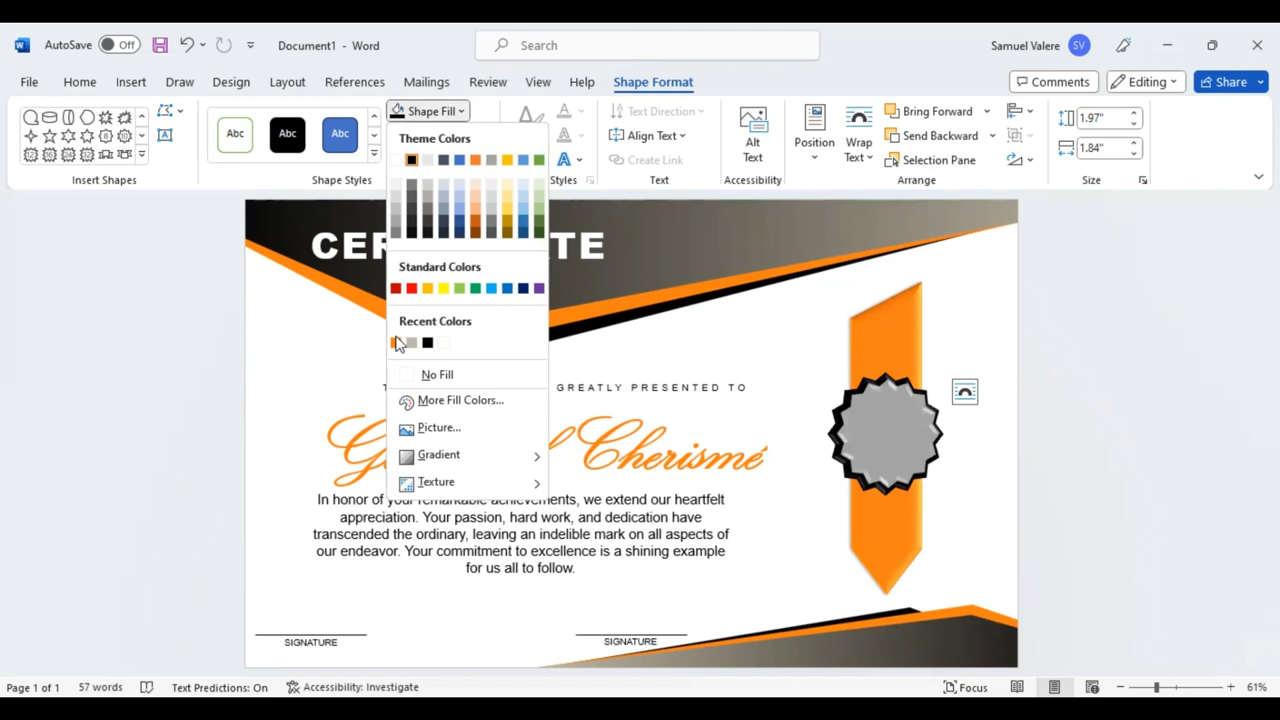 AutoSave Off Document1 - Word Search Samuel Valere SV
File Home Insert Draw Design Layout References Mailings Review View Help Shape Format Comments Editing Share
Abc Abc Abc Shape Fill Text Direction Align Text Create Link Alt Text Position Wrap Text Bring Forward Send Backward Selection Pane 1.97" 1.84"
Insert Shapes Shape Styles Styles Text Accessibility Arrange Size
Theme Colors
Standard Colors
Recent Colors
No Fill
More Fill Colors...
Picture...
Gradient
Texture
CER TE
T GREATLY PRESENTED TO
G l Cherismé
In honor of your remarkable achievements, we extend our heartfelt
appreciation. Your passion, hard work, and dedication have
transcended the ordinary, leaving an indelible mark on all aspects of
our endeavor. Your commitment to excellence is a shining example
for us all to follow.
SIGNATURE SIGNATURE
Page 1 of 1 57 words Text Predictions: On Accessibility: Investigate Focus 61%